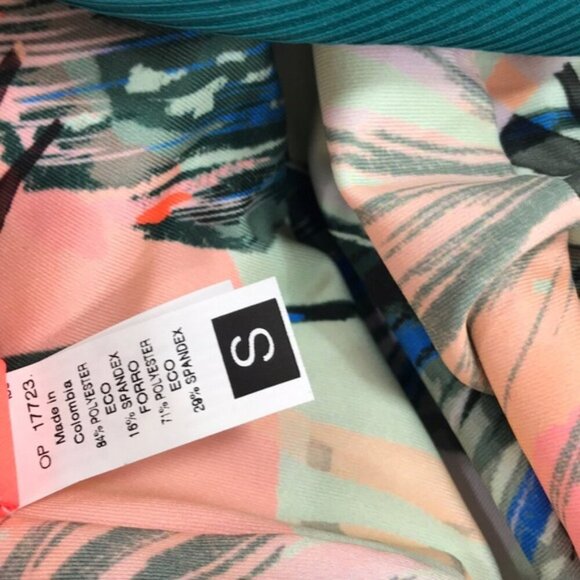 OP 17723.
Made in
Colombia
84% POLYESTER
ECO
16% SPANDEX
FORRO
71% POLYESTER
ECO
29% SPANDEX
S